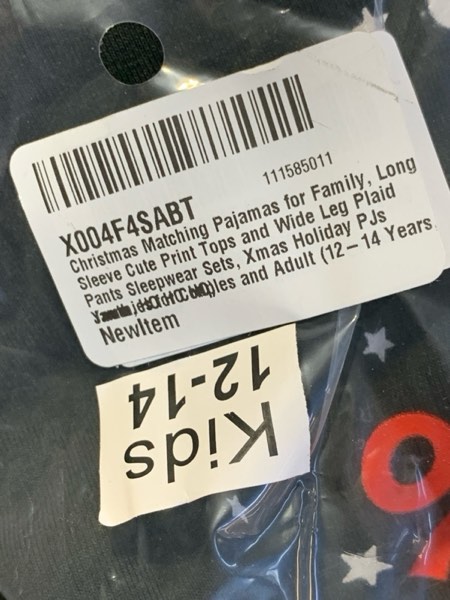 111585011
X004F4SABT
Christmas Matching Pajamas for Family, Long
Sleeve Cute Print Tops and Wide Leg Plaid
Pants Sleepwear Sets, Xmas Holiday PJs
and Adult (12-14 Years,
NewItem
Kids
12-14